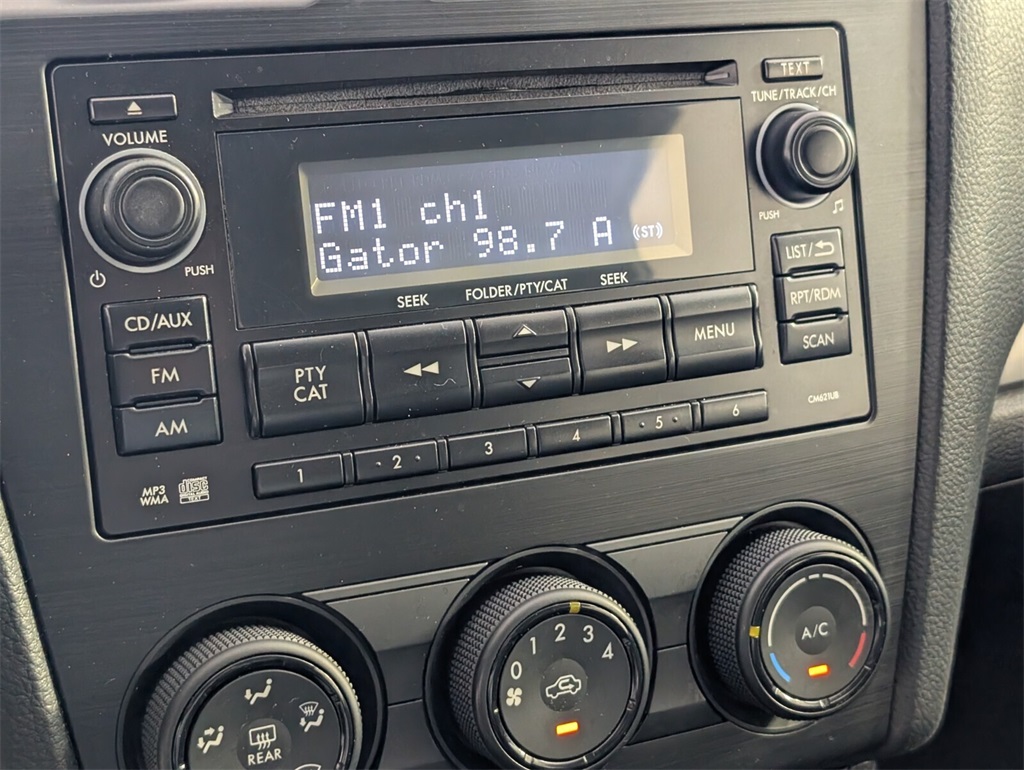 TEXT
TUNE/TRACK/CH
VOLUME
PUSH
PUSH
FM1 ch1
Gator 98.7 A (ST)
SEEK FOLDER/PTY/CAT SEEK
LIST/
RPT/RDM
SCAN
CD/AUX
FM
AM
PTY
CAT
MENU
CM621UB
1 2 3 4 5 6
MP3
WMA
disc
TEXT
0 1 2 3 4
A/C
REAR